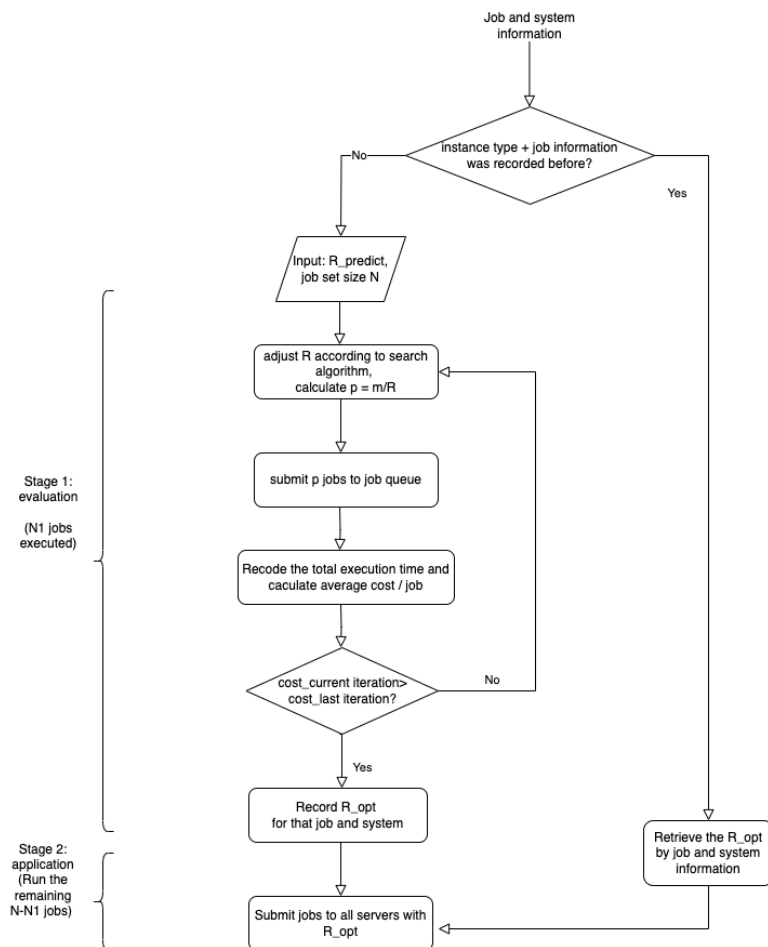 Job and system
information
instance type + job information
was recorded before?
No
Yes
Input: R_predict,
job set size N
adjust R according to search
algorithm,
calculate p = m/R
submit p jobs to job queue
Stage 1:
evaluation
(N1 jobs
executed)
Recode the total execution time and
caculate average cost / job
cost_current iteration>
cost_last iteration?
No
Yes
Record R_opt
for that job and system
Retrieve the R_opt
by job and system
information
Stage 2:
application
(Run the
remaining
N-N1 jobs)
Submit jobs to all servers with
R_opt